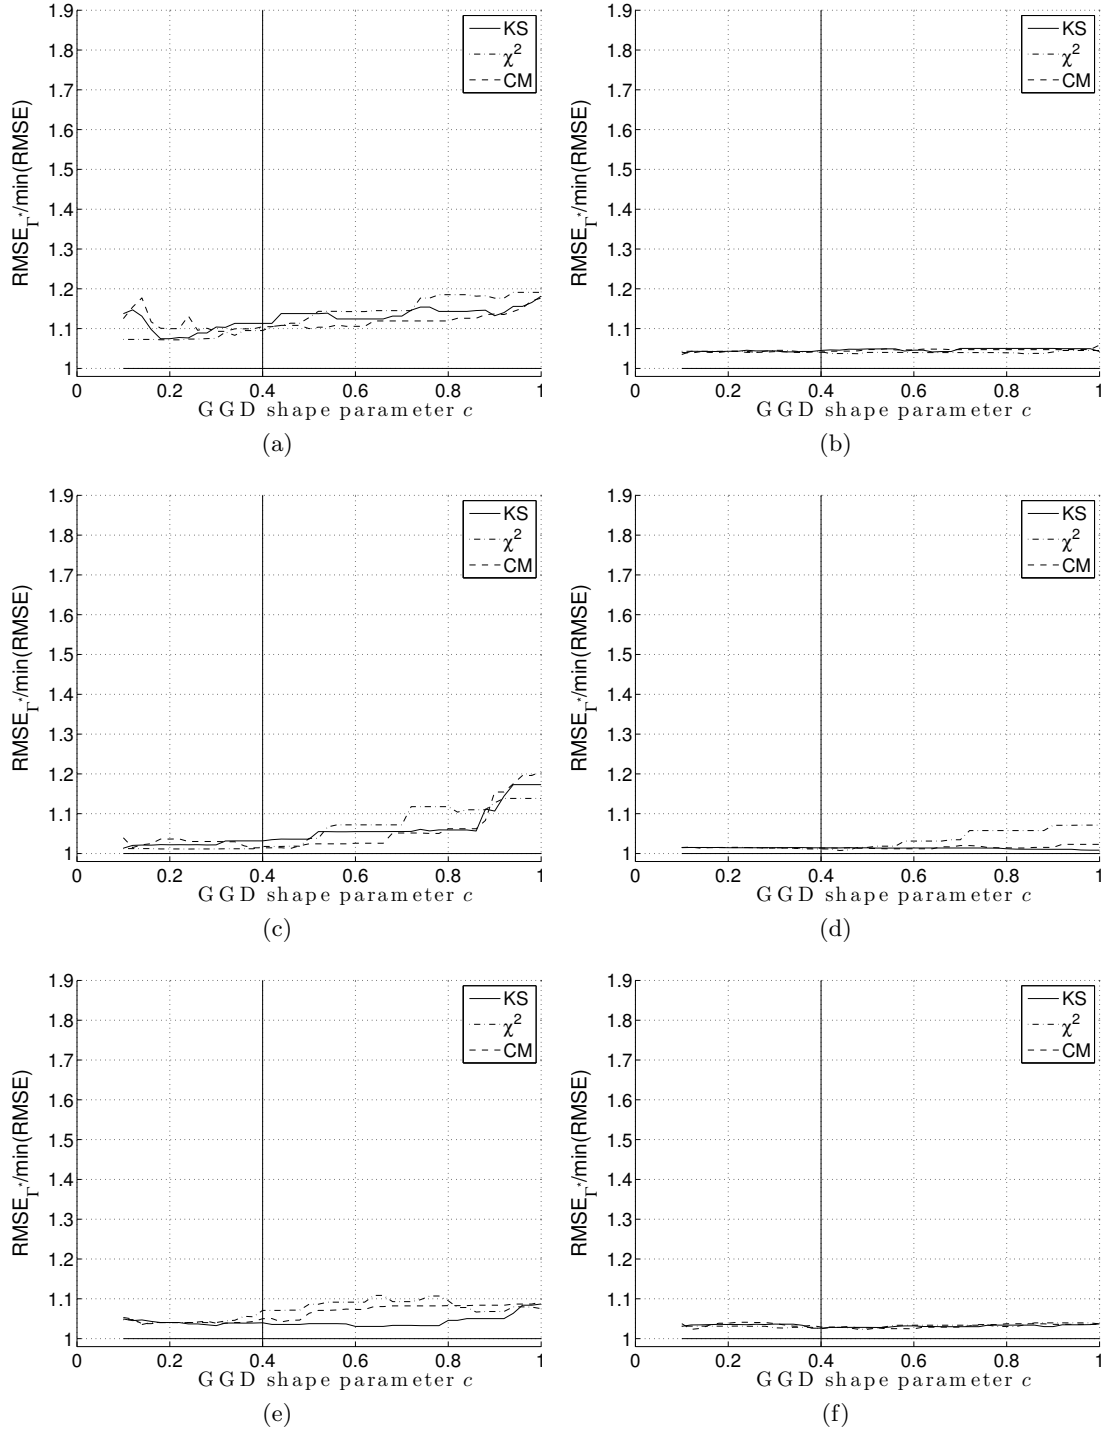 RMSE_Γ*/min(RMSE)
1.9
1.8
1.7
1.6
1.5
1.4
1.3
1.2
1.1
1
0 0.2 0.4 0.6 0.8 1
KS
χ²
CM
GGD shape parameter c
(a)
RMSE_Γ*/min(RMSE)
1.9
1.8
1.7
1.6
1.5
1.4
1.3
1.2
1.1
1
0 0.2 0.4 0.6 0.8 1
KS
χ²
CM
GGD shape parameter c
(b)
RMSE_Γ*/min(RMSE)
1.9
1.8
1.7
1.6
1.5
1.4
1.3
1.2
1.1
1
0 0.2 0.4 0.6 0.8 1
KS
χ²
CM
GGD shape parameter c
(c)
RMSE_Γ*/min(RMSE)
1.9
1.8
1.7
1.6
1.5
1.4
1.3
1.2
1.1
1
0 0.2 0.4 0.6 0.8 1
KS
χ²
CM
GGD shape parameter c
(d)
RMSE_Γ*/min(RMSE)
1.9
1.8
1.7
1.6
1.5
1.4
1.3
1.2
1.1
1
0 0.2 0.4 0.6 0.8 1
KS
χ²
CM
GGD shape parameter c
(e)
RMSE_Γ*/min(RMSE)
1.9
1.8
1.7
1.6
1.5
1.4
1.3
1.2
1.1
1
0 0.2 0.4 0.6 0.8 1
KS
χ²
CM
GGD shape parameter c
(f)